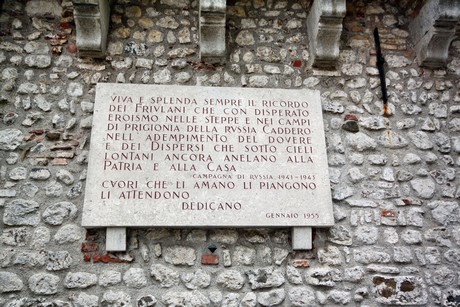 VIVA E SPLENDA SEMPRE IL RICORDO
DEI FRIVLANI CHE CON DISPERATO
EROISMO NELLE STEPPE E NEI CAMPI
DI PRIGIONIA DELLA RVSSIA CADDERO
NELL'ADEMPIMENTO DEL DOVERE
E DEI DISPERSI CHE SOTTO CIELI
LONTANI ANCORA ANELANO ALLA
PATRIA E ALLA CASA
CAMPAGNA DI RVSSIA 1941-1943
CVORI CHE LI AMANO LI PIANGONO
LI ATTENDONO
DEDICANO
GENNAIO 1955